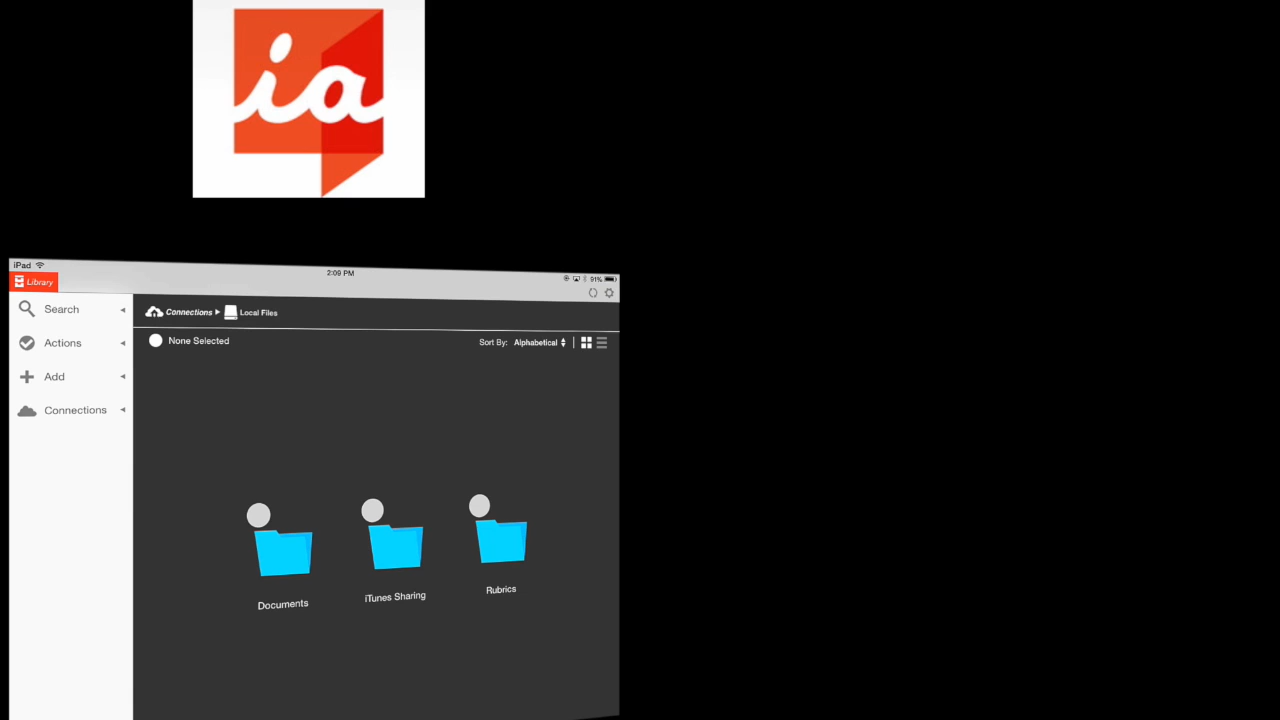 ia
iPad
2:09 PM
91%
Library
Search
Actions
Add
Connections
Connections
Local Files
None Selected
Sort By: Alphabetical
Documents
iTunes Sharing
Rubrics